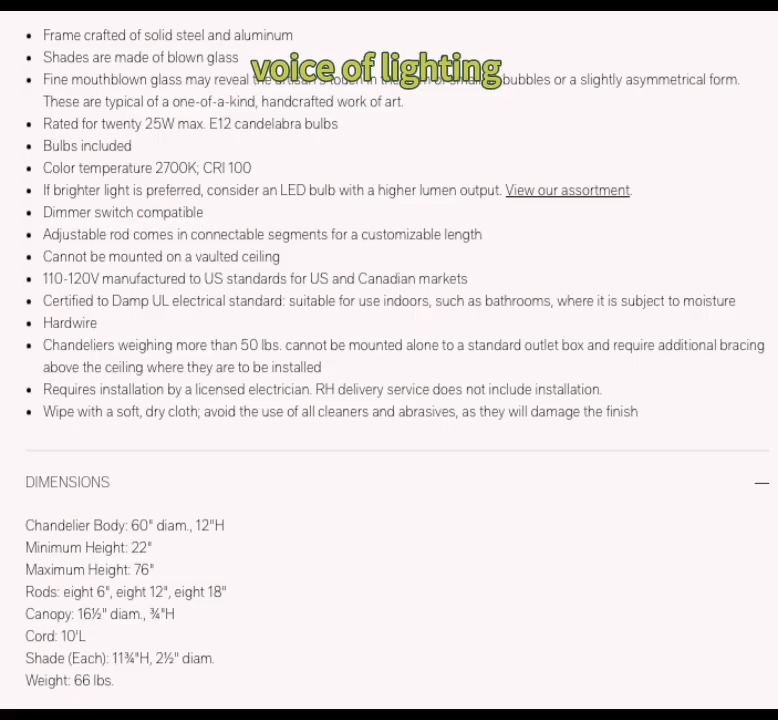 Frame crafted of solid steel and aluminum
Shades are made of blown glass
voice of lighting
Fine mouthblown glass may reveal the artisan's touch in the form of small bubbles or a slightly asymmetrical form.
These are typical of a one-of-a-kind, handcrafted work of art.
Rated for twenty 25W max. E12 candelabra bulbs
Bulbs included
Color temperature 2700K; CRI 100
If brighter light is preferred, consider an LED bulb with a higher lumen output. View our assortment.
Dimmer switch compatible
Adjustable rod comes in connectable segments for a customizable length
Cannot be mounted on a vaulted ceiling
110-120V manufactured to US standards for US and Canadian markets
Certified to Damp UL electrical standard: suitable for use indoors, such as bathrooms, where it is subject to moisture
Hardwire
Chandeliers weighing more than 50 lbs. cannot be mounted alone to a standard outlet box and require additional bracing
above the ceiling where they are to be installed
Requires installation by a licensed electrician. RH delivery service does not include installation.
Wipe with a soft, dry cloth; avoid the use of all cleaners and abrasives, as they will damage the finish
DIMENSIONS
Chandelier Body: 60" diam., 12"H
Minimum Height: 22"
Maximum Height: 76"
Rods: eight 6", eight 12", eight 18"
Canopy: 16½" diam., ¾"H
Cord: 10'L
Shade (Each): 11¾"H, 2½" diam.
Weight: 66 lbs.